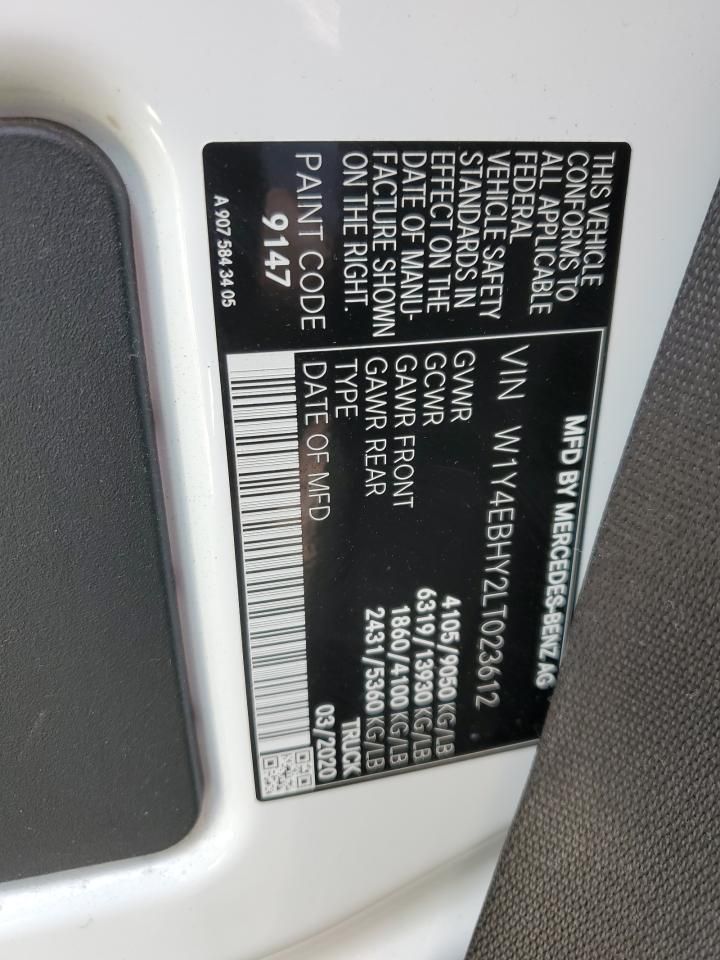 THIS VEHICLE
CONFORMS TO
ALL APPLICABLE
FEDERAL
VEHICLE SAFETY
STANDARDS IN
EFFECT ON THE
DATE OF MANU-
FACTURE SHOWN
ON THE RIGHT.
PAINT CODE
9147
A 907 584 34 05
MFD BY MERCEDES-BENZ AG
VIN W1Y4EBHY2LT023612
GVWR 4105/9050 KG/LB
GCWR 6319/13930 KG/LB
GAWR FRONT 1860/4100 KG/LB
GAWR REAR 2431/5360 KG/LB
TYPE TRUCK
DATE OF MFD 03/2020